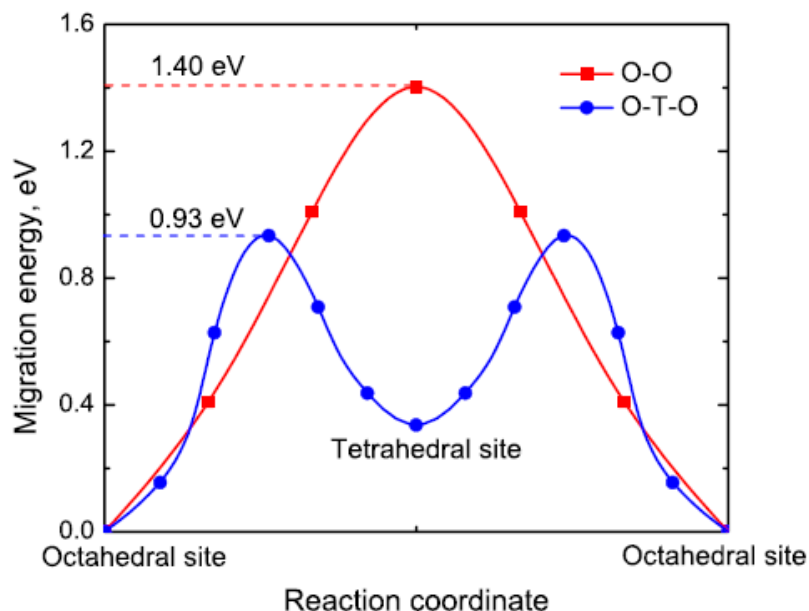 1.6
1.40 eV
O-O
O-T-O
1.2
0.93 eV
0.8
Migration energy, eV
0.4
Tetrahedral site
0.0
Octahedral site
Octahedral site
Reaction coordinate